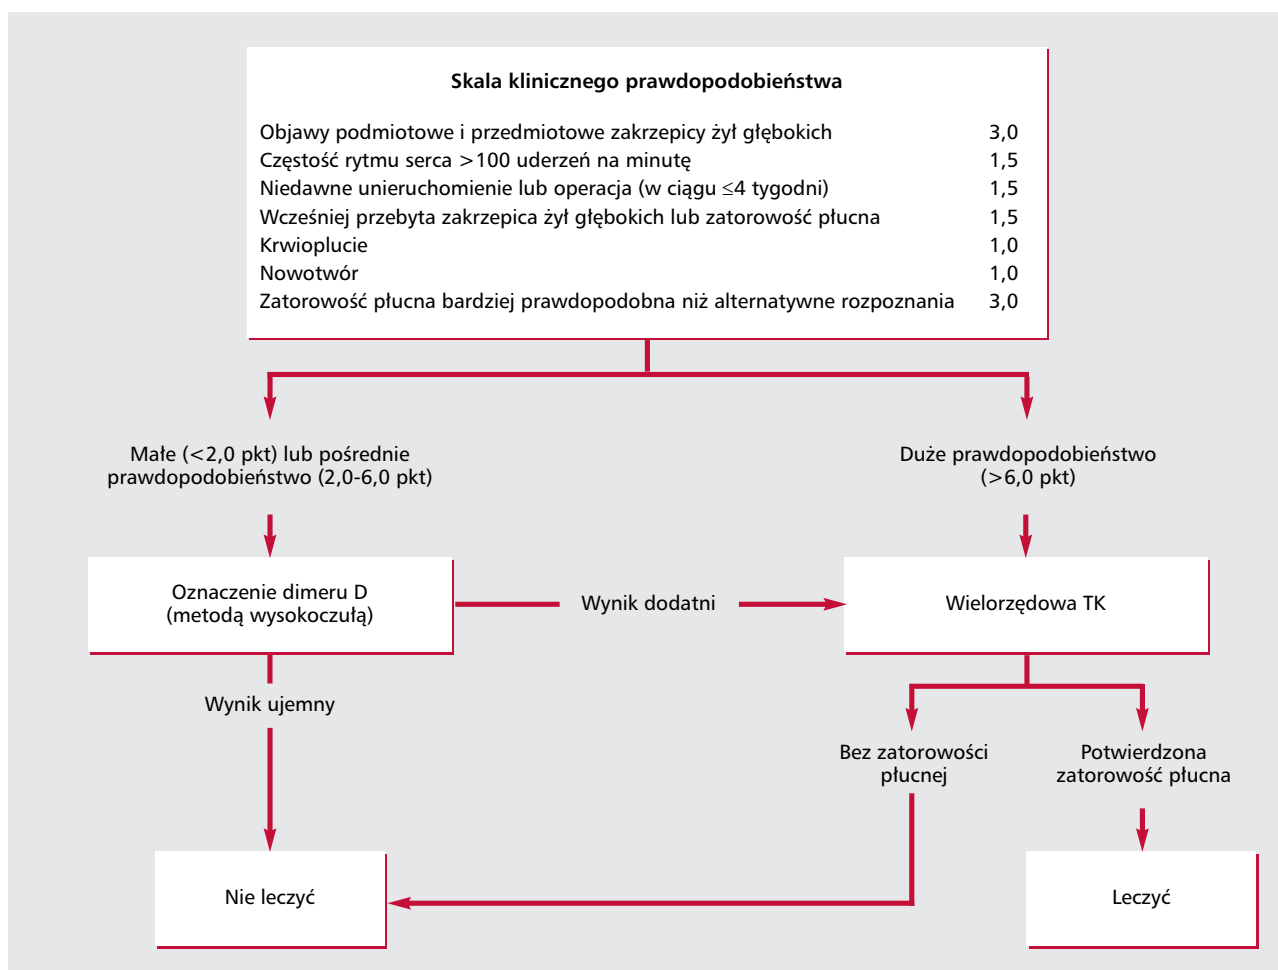 Skala klinicznego prawdopodobieństwa
Objawy podmiotowe i przedmiotowe zakrzepicy żył głębokich 3,0
Częstość rytmu serca >100 uderzeń na minutę 1,5
Niedawne unieruchomienie lub operacja (w ciągu ≤4 tygodni) 1,5
Wcześniej przebyta zakrzepica żył głębokich lub zatorowość płucna 1,5
Krwioplucie 1,0
Nowotwór 1,0
Zatorowość płucna bardziej prawdopodobna niż alternatywne rozpoznania 3,0
Małe (<2,0 pkt) lub pośrednie
prawdopodobieństwo (2,0-6,0 pkt)
Duże prawdopodobieństwo
(>6,0 pkt)
Oznaczenie dimeru D
(metodą wysokoczułą)
Wynik dodatni
Wielorzędowa TK
Wynik ujemny
Bez zatorowości
płucnej
Potwierdzona
zatorowość płucna
Nie leczyć
Leczyć